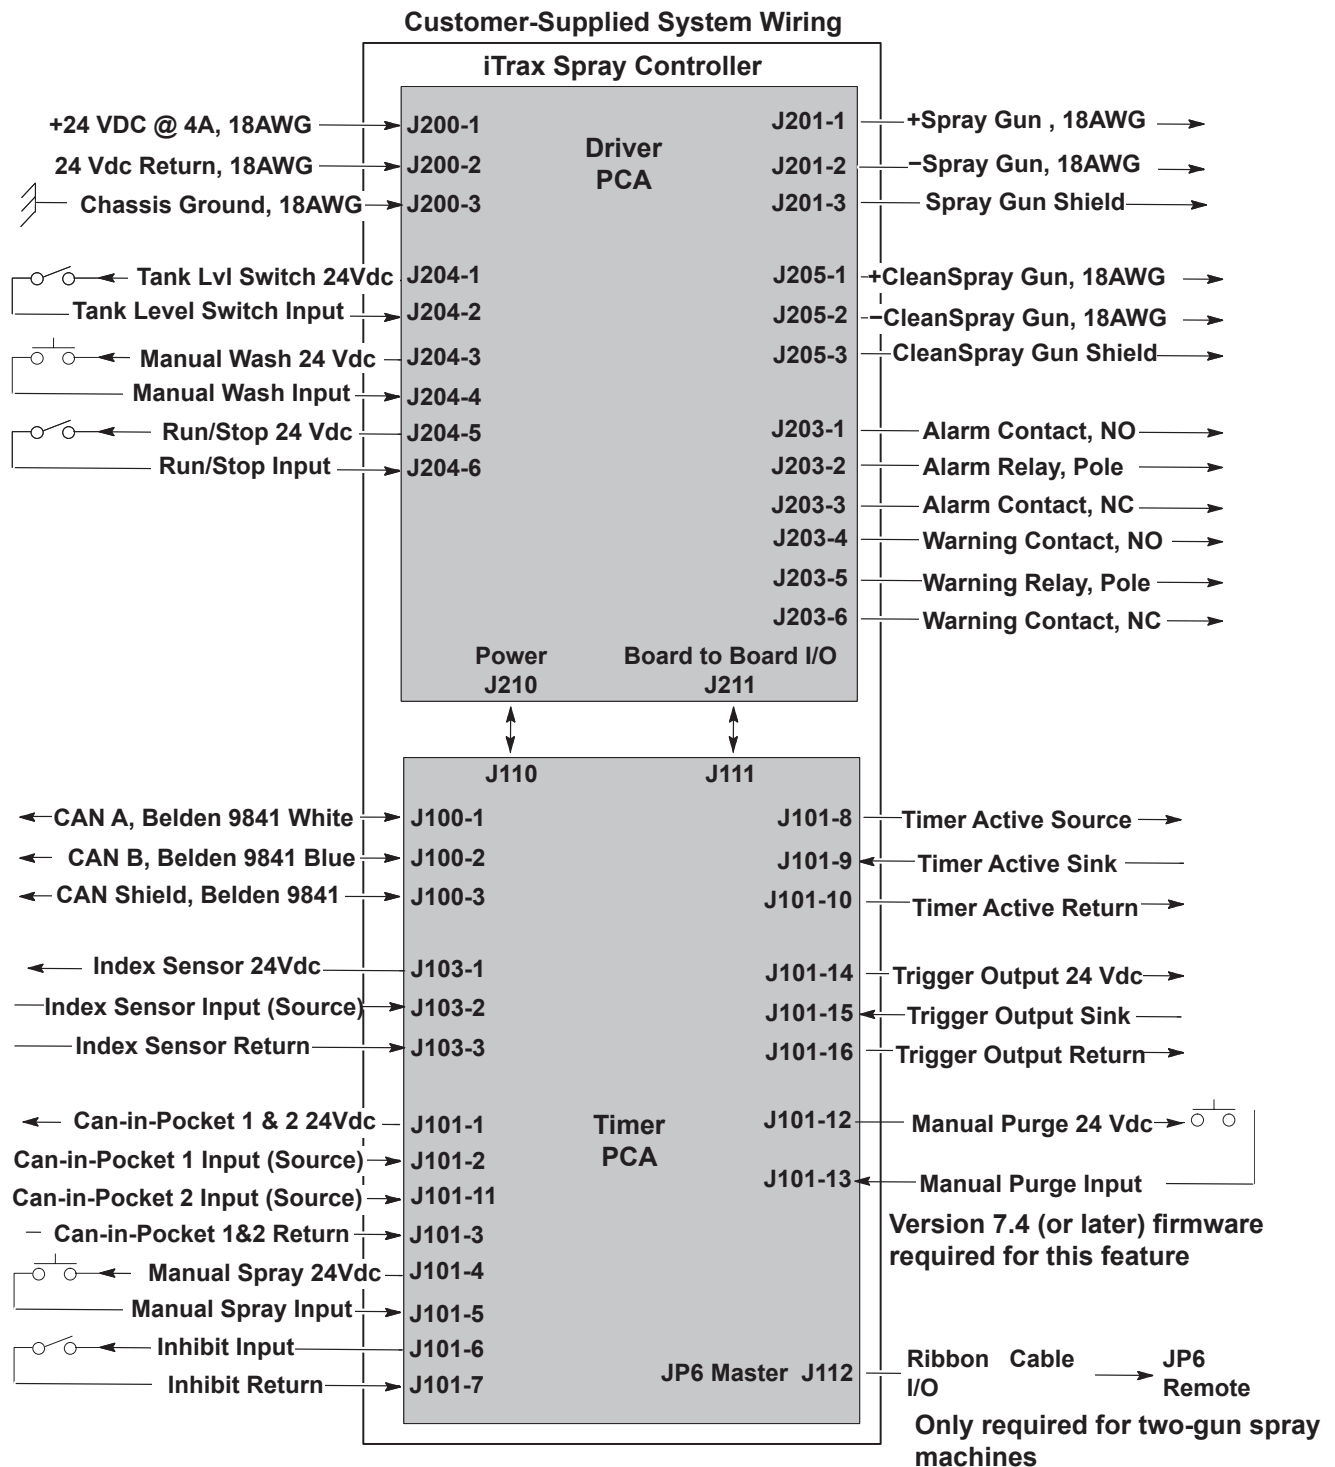 Customer-Supplied System Wiring
iTrax Spray Controller
Driver
PCA
+24 VDC @ 4A, 18AWG J200-1
24 Vdc Return, 18AWG J200-2
Chassis Ground, 18AWG J200-3
Tank Lvl Switch 24Vdc J204-1
Tank Level Switch Input J204-2
Manual Wash 24 Vdc J204-3
Manual Wash Input J204-4
Run/Stop 24 Vdc J204-5
Run/Stop Input J204-6
J201-1 +Spray Gun , 18AWG
J201-2 −Spray Gun, 18AWG
J201-3 Spray Gun Shield
J205-1 +CleanSpray Gun, 18AWG
J205-2 −CleanSpray Gun, 18AWG
J205-3 CleanSpray Gun Shield
J203-1 Alarm Contact, NO
J203-2 Alarm Relay, Pole
J203-3 Alarm Contact, NC
J203-4 Warning Contact, NO
J203-5 Warning Relay, Pole
J203-6 Warning Contact, NC
Power
J210
Board to Board I/O
J211
J110
J111
Timer
PCA
CAN A, Belden 9841 White J100-1
CAN B, Belden 9841 Blue J100-2
CAN Shield, Belden 9841 J100-3
Index Sensor 24Vdc J103-1
Index Sensor Input (Source) J103-2
Index Sensor Return J103-3
Can-in-Pocket 1 & 2 24Vdc J101-1
Can-in-Pocket 1 Input (Source) J101-2
Can-in-Pocket 2 Input (Source) J101-11
Can-in-Pocket 1&2 Return J101-3
Manual Spray 24Vdc J101-4
Manual Spray Input J101-5
Inhibit Input J101-6
Inhibit Return J101-7
J101-8 Timer Active Source
J101-9 Timer Active Sink
J101-10 Timer Active Return
J101-14 Trigger Output 24 Vdc
J101-15 Trigger Output Sink
J101-16 Trigger Output Return
J101-12 Manual Purge 24 Vdc
J101-13 Manual Purge Input
Version 7.4 (or later) firmware
required for this feature
JP6 Master J112
Ribbon Cable
I/O
JP6
Remote
Only required for two-gun spray
machines